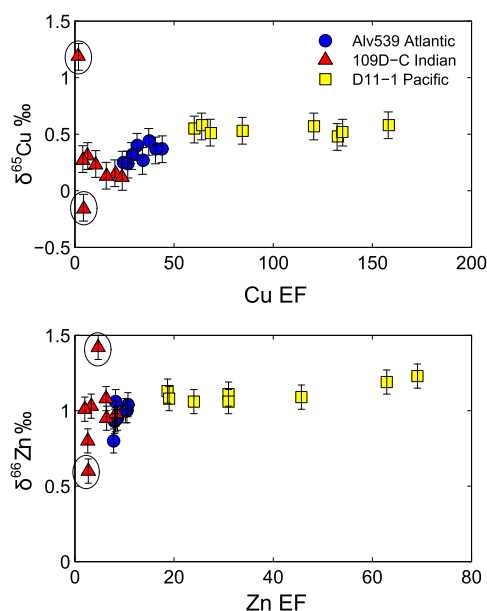 1.5
1
0.5
0
−0.5
δ⁶⁵Cu ‰
Alv539 Atlantic
109D−C Indian
D11−1 Pacific
0 50 100 150 200
Cu EF
1.5
1
0.5
0
δ⁶⁶Zn ‰
0 20 40 60 80
Zn EF